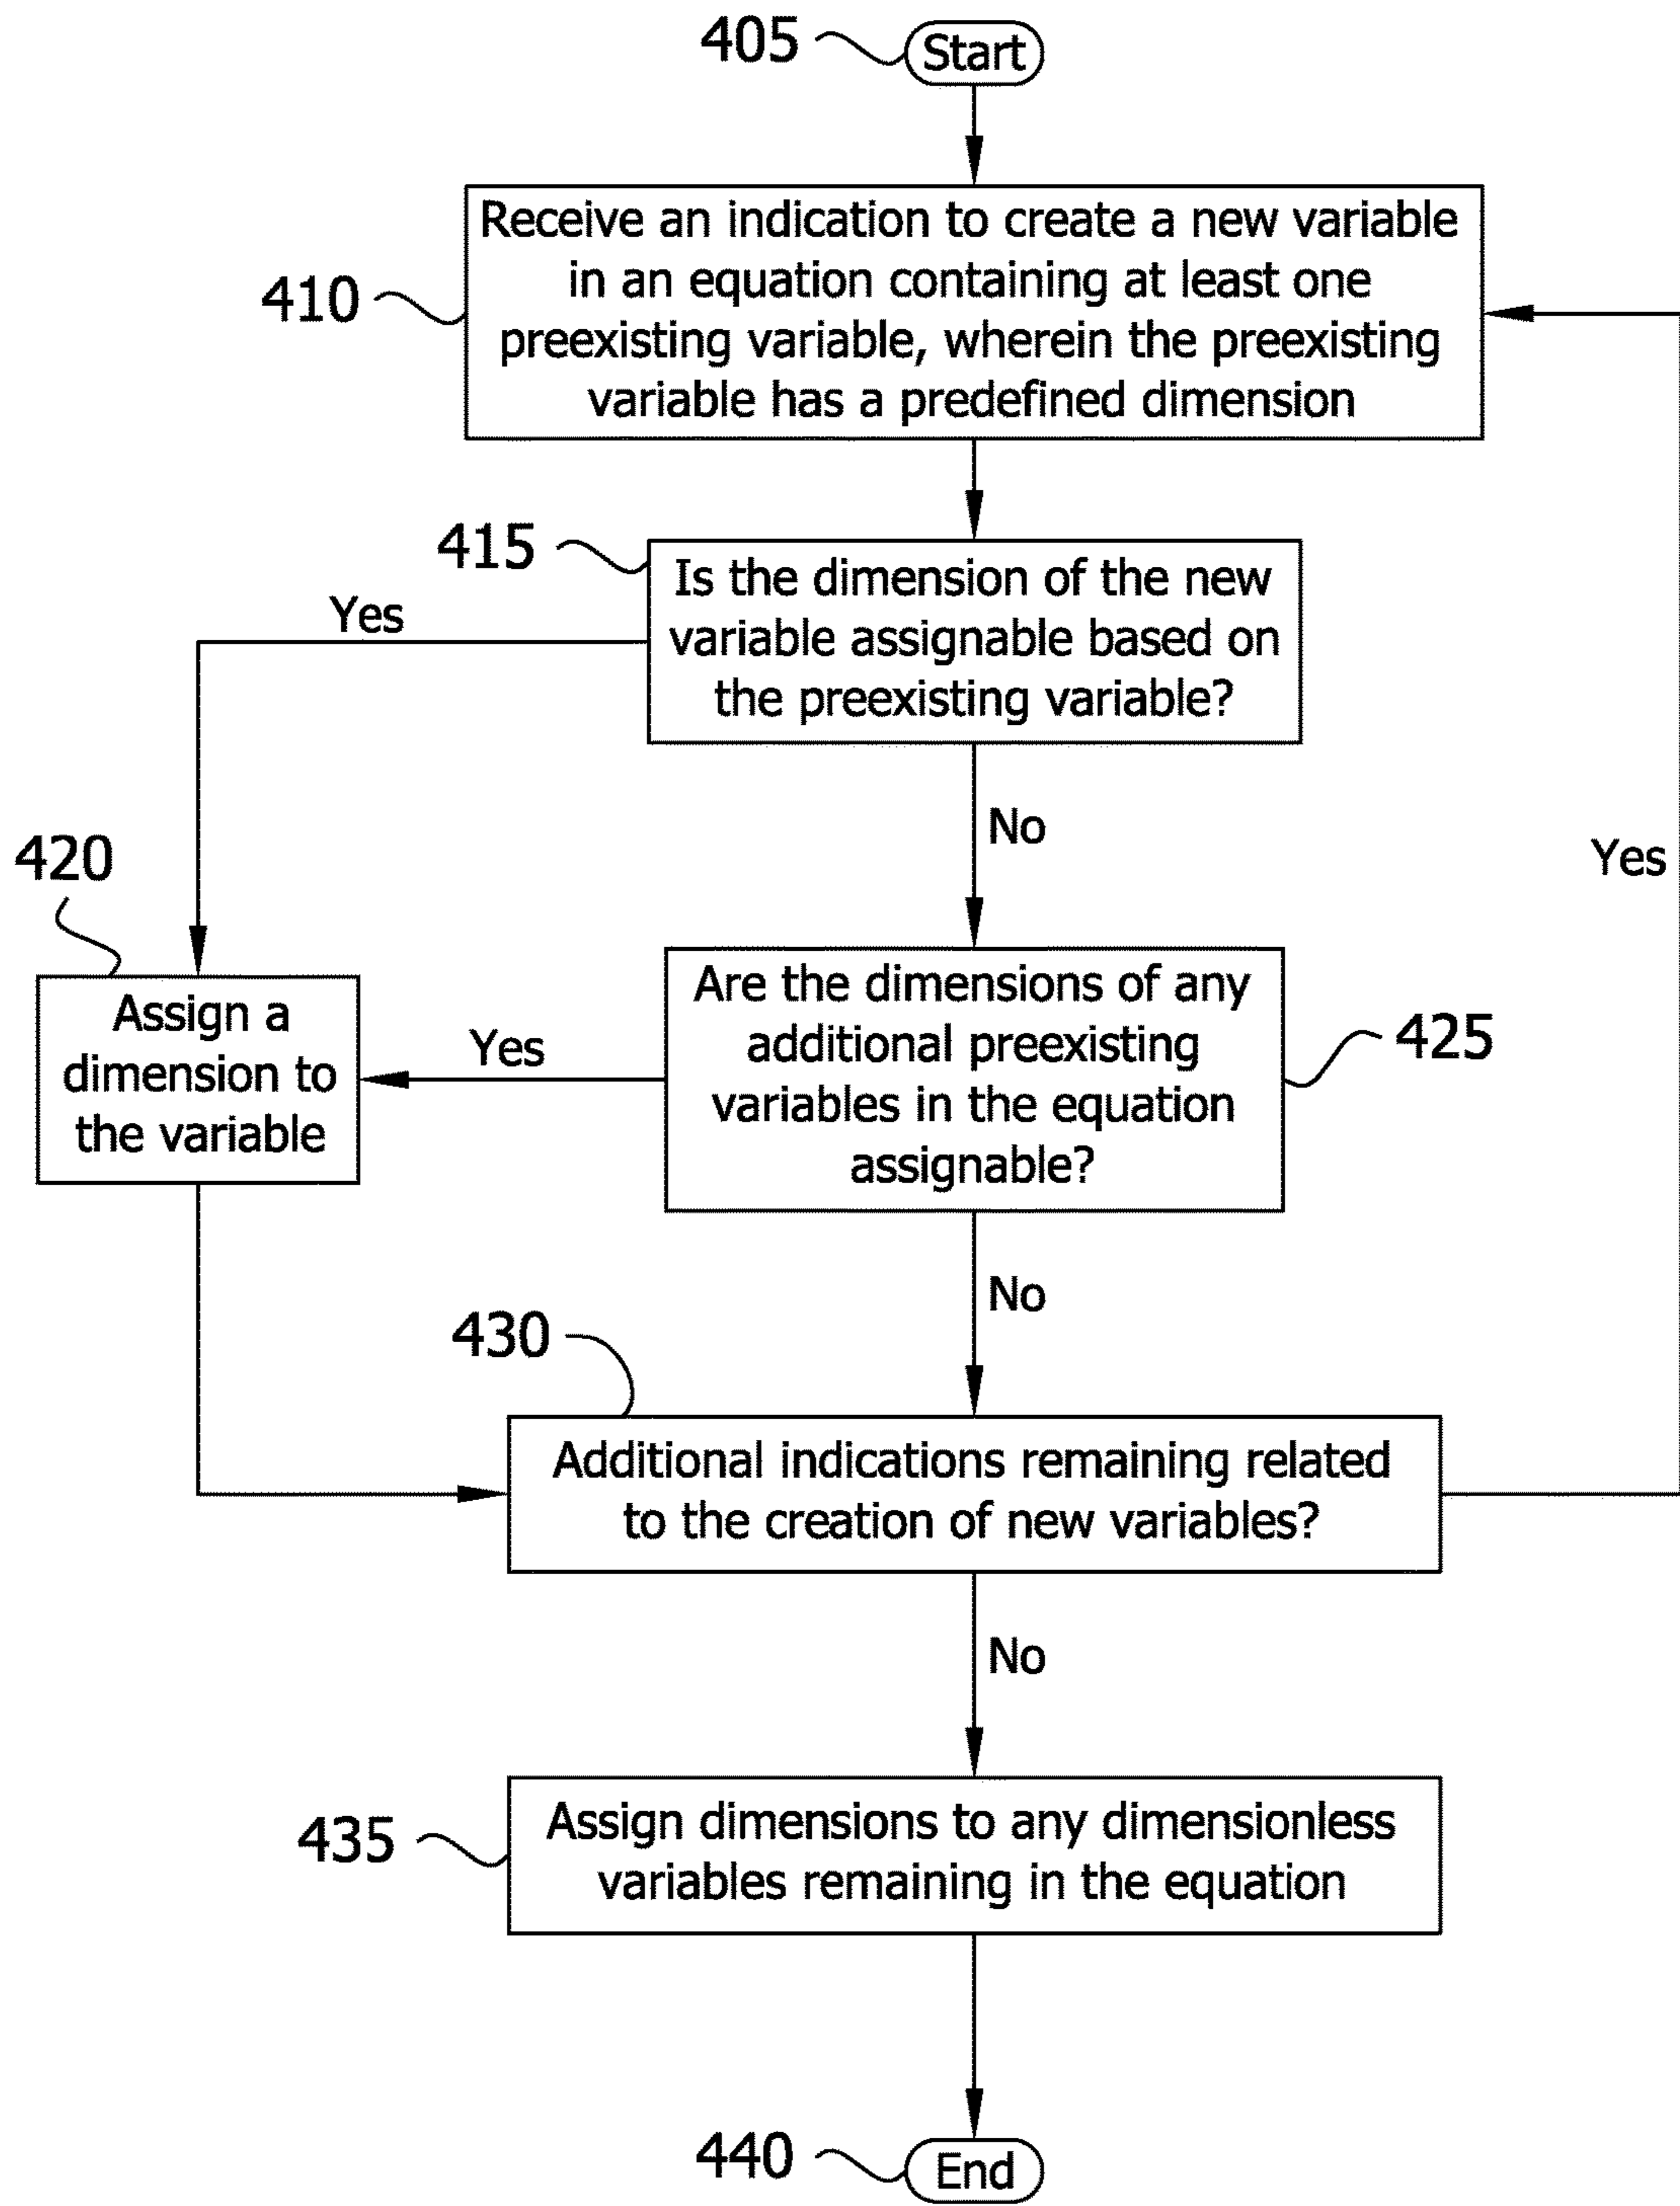 405
Start
Receive an indication to create a new variable
in an equation containing at least one
preexisting variable, wherein the preexisting
variable has a predefined dimension
410
415
Is the dimension of the new
variable assignable based on
the preexisting variable?
Yes
No
Yes
420
Assign a
dimension to
the variable
Yes
Are the dimensions of any
additional preexisting
variables in the equation
assignable?
425
No
430
Additional indications remaining related
to the creation of new variables?
No
435
Assign dimensions to any dimensionless
variables remaining in the equation
440
End